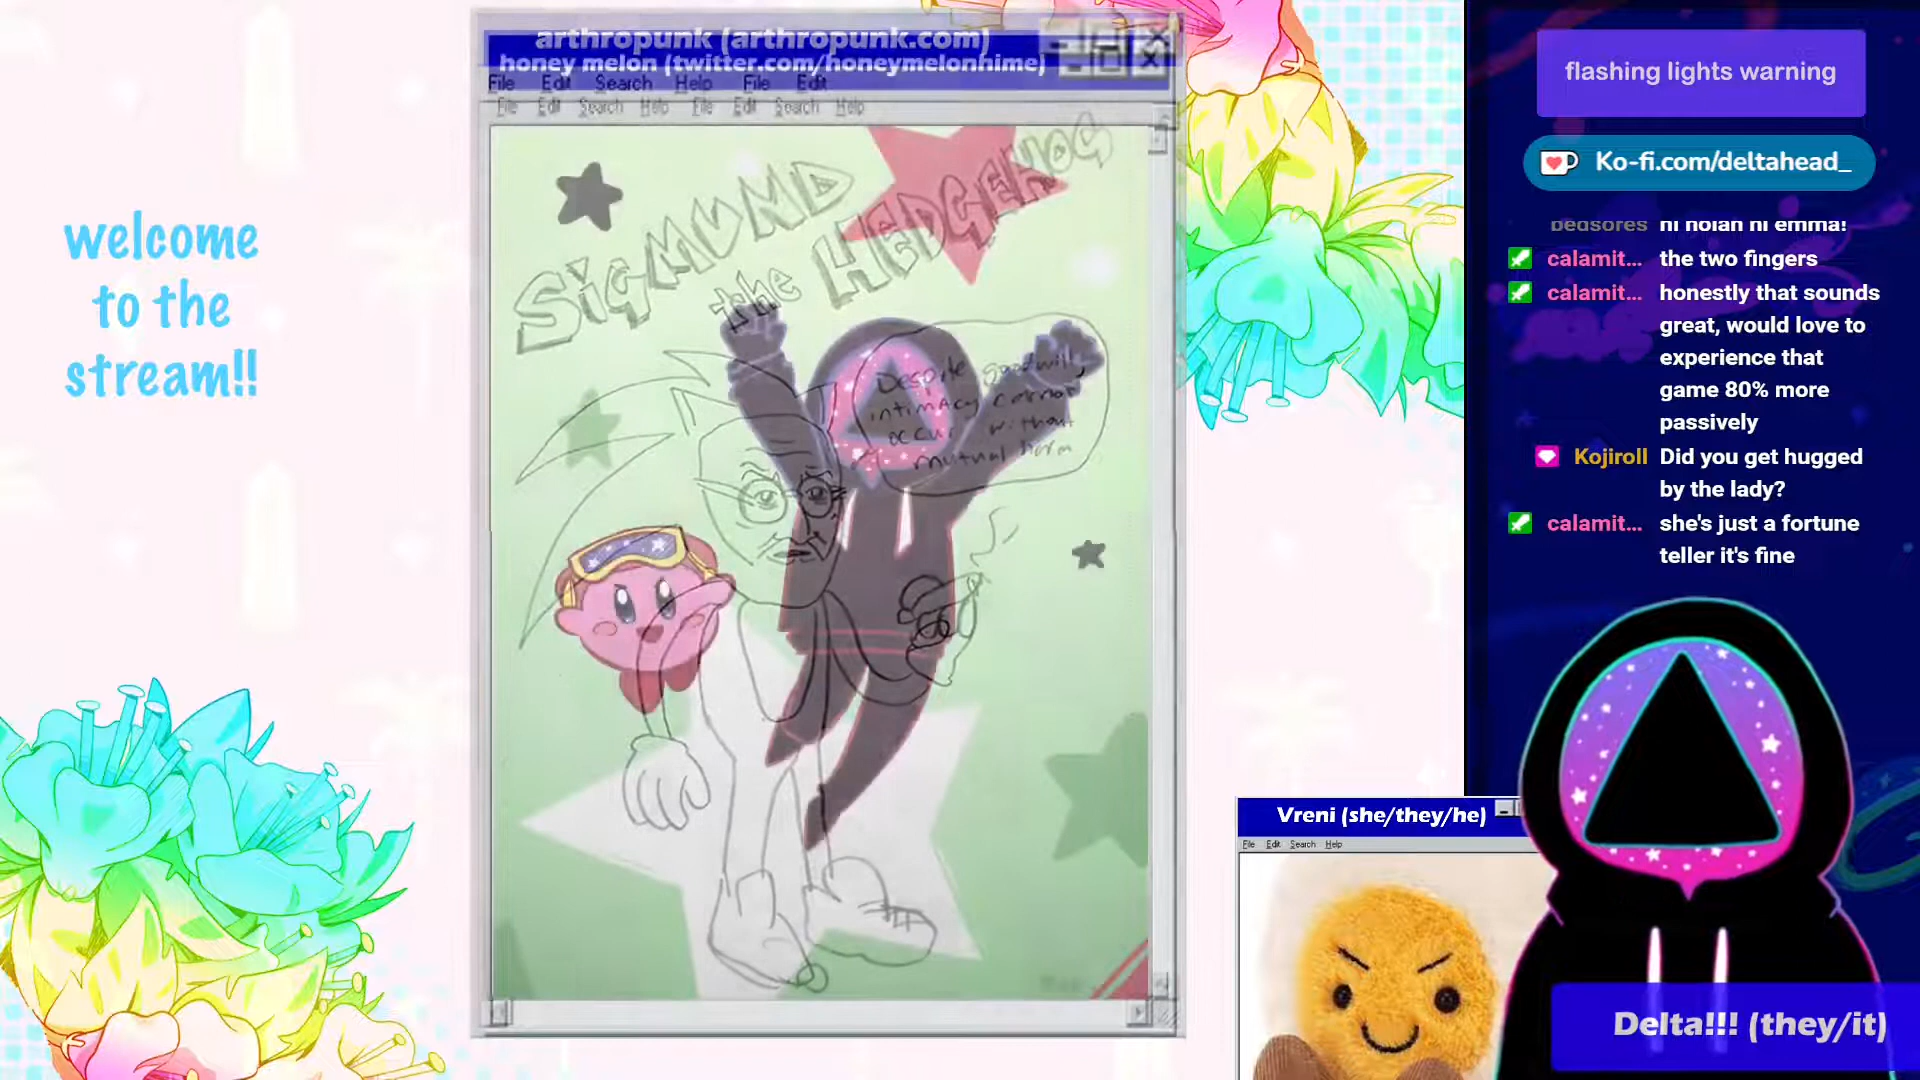 welcome
to the
stream!!
arthropunk (arthropunk.com)
honey melon (twitter.com/honeymelonhime)
File Edit Search Help File Edit
File Edit Search Help File Edit Search Help
SIGMUND
the HEDGEHOG
Despite goodwill,
intimacy cannot
occur without
mutual harm
flashing lights warning
Ko-fi.com/deltahead_
bedsores hi nolan hi emma!
calamit... the two fingers
calamit... honestly that sounds
great, would love to
experience that
game 80% more
passively
Kojiroll Did you get hugged
by the lady?
calamit... she's just a fortune
teller it's fine
Vreni (she/they/he)
File Edit Search Help
Delta!!! (they/it)